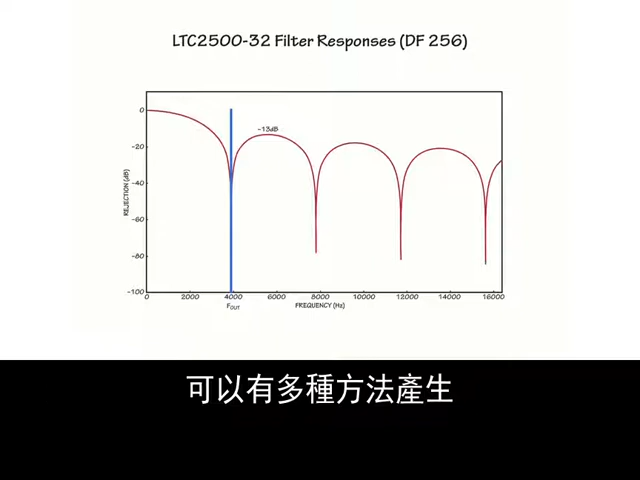 LTC2500-32 Filter Responses (DF 256)
0
-20
-40
-60
-80
-100
REJECTION (dB)
-13dB
0 2000 4000 6000 8000 10000 12000 14000 16000
FOUT
FREQUENCY (Hz)
可以有多種方法產生